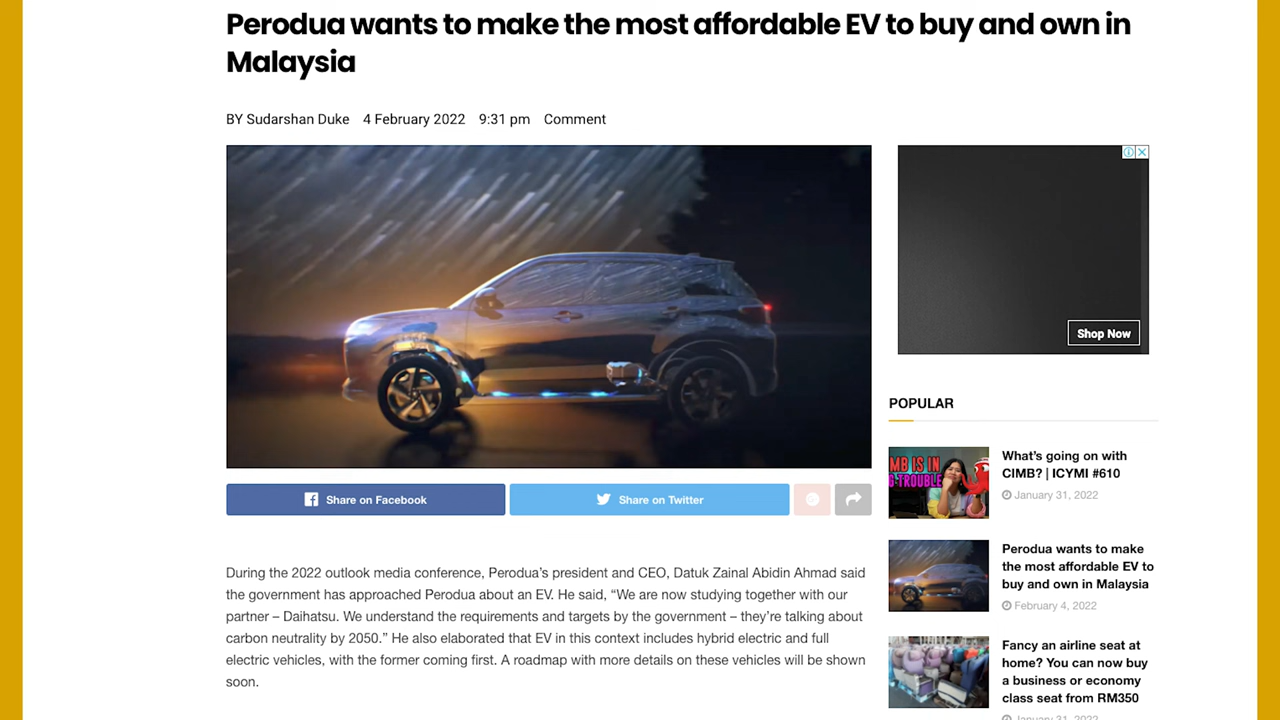 Perodua wants to make the most affordable EV to buy and own in
Malaysia
BY Sudarshan Duke 4 February 2022 9:31 pm Comment
Shop Now
Share on Facebook
Share on Twitter
During the 2022 outlook media conference, Perodua's president and CEO, Datuk Zainal Abidin Ahmad said
the government has approached Perodua about an EV. He said, “We are now studying together with our
partner – Daihatsu. We understand the requirements and targets by the government – they're talking about
carbon neutrality by 2050.” He also elaborated that EV in this context includes hybrid electric and full
electric vehicles, with the former coming first. A roadmap with more details on these vehicles will be shown
soon.
POPULAR
MB IS IN
G TROUBLE
What's going on with
CIMB? | ICYMI #610
January 31, 2022
Perodua wants to make
the most affordable EV to
buy and own in Malaysia
February 4, 2022
Fancy an airline seat at
home? You can now buy
a business or economy
class seat from RM350
January 31, 2022